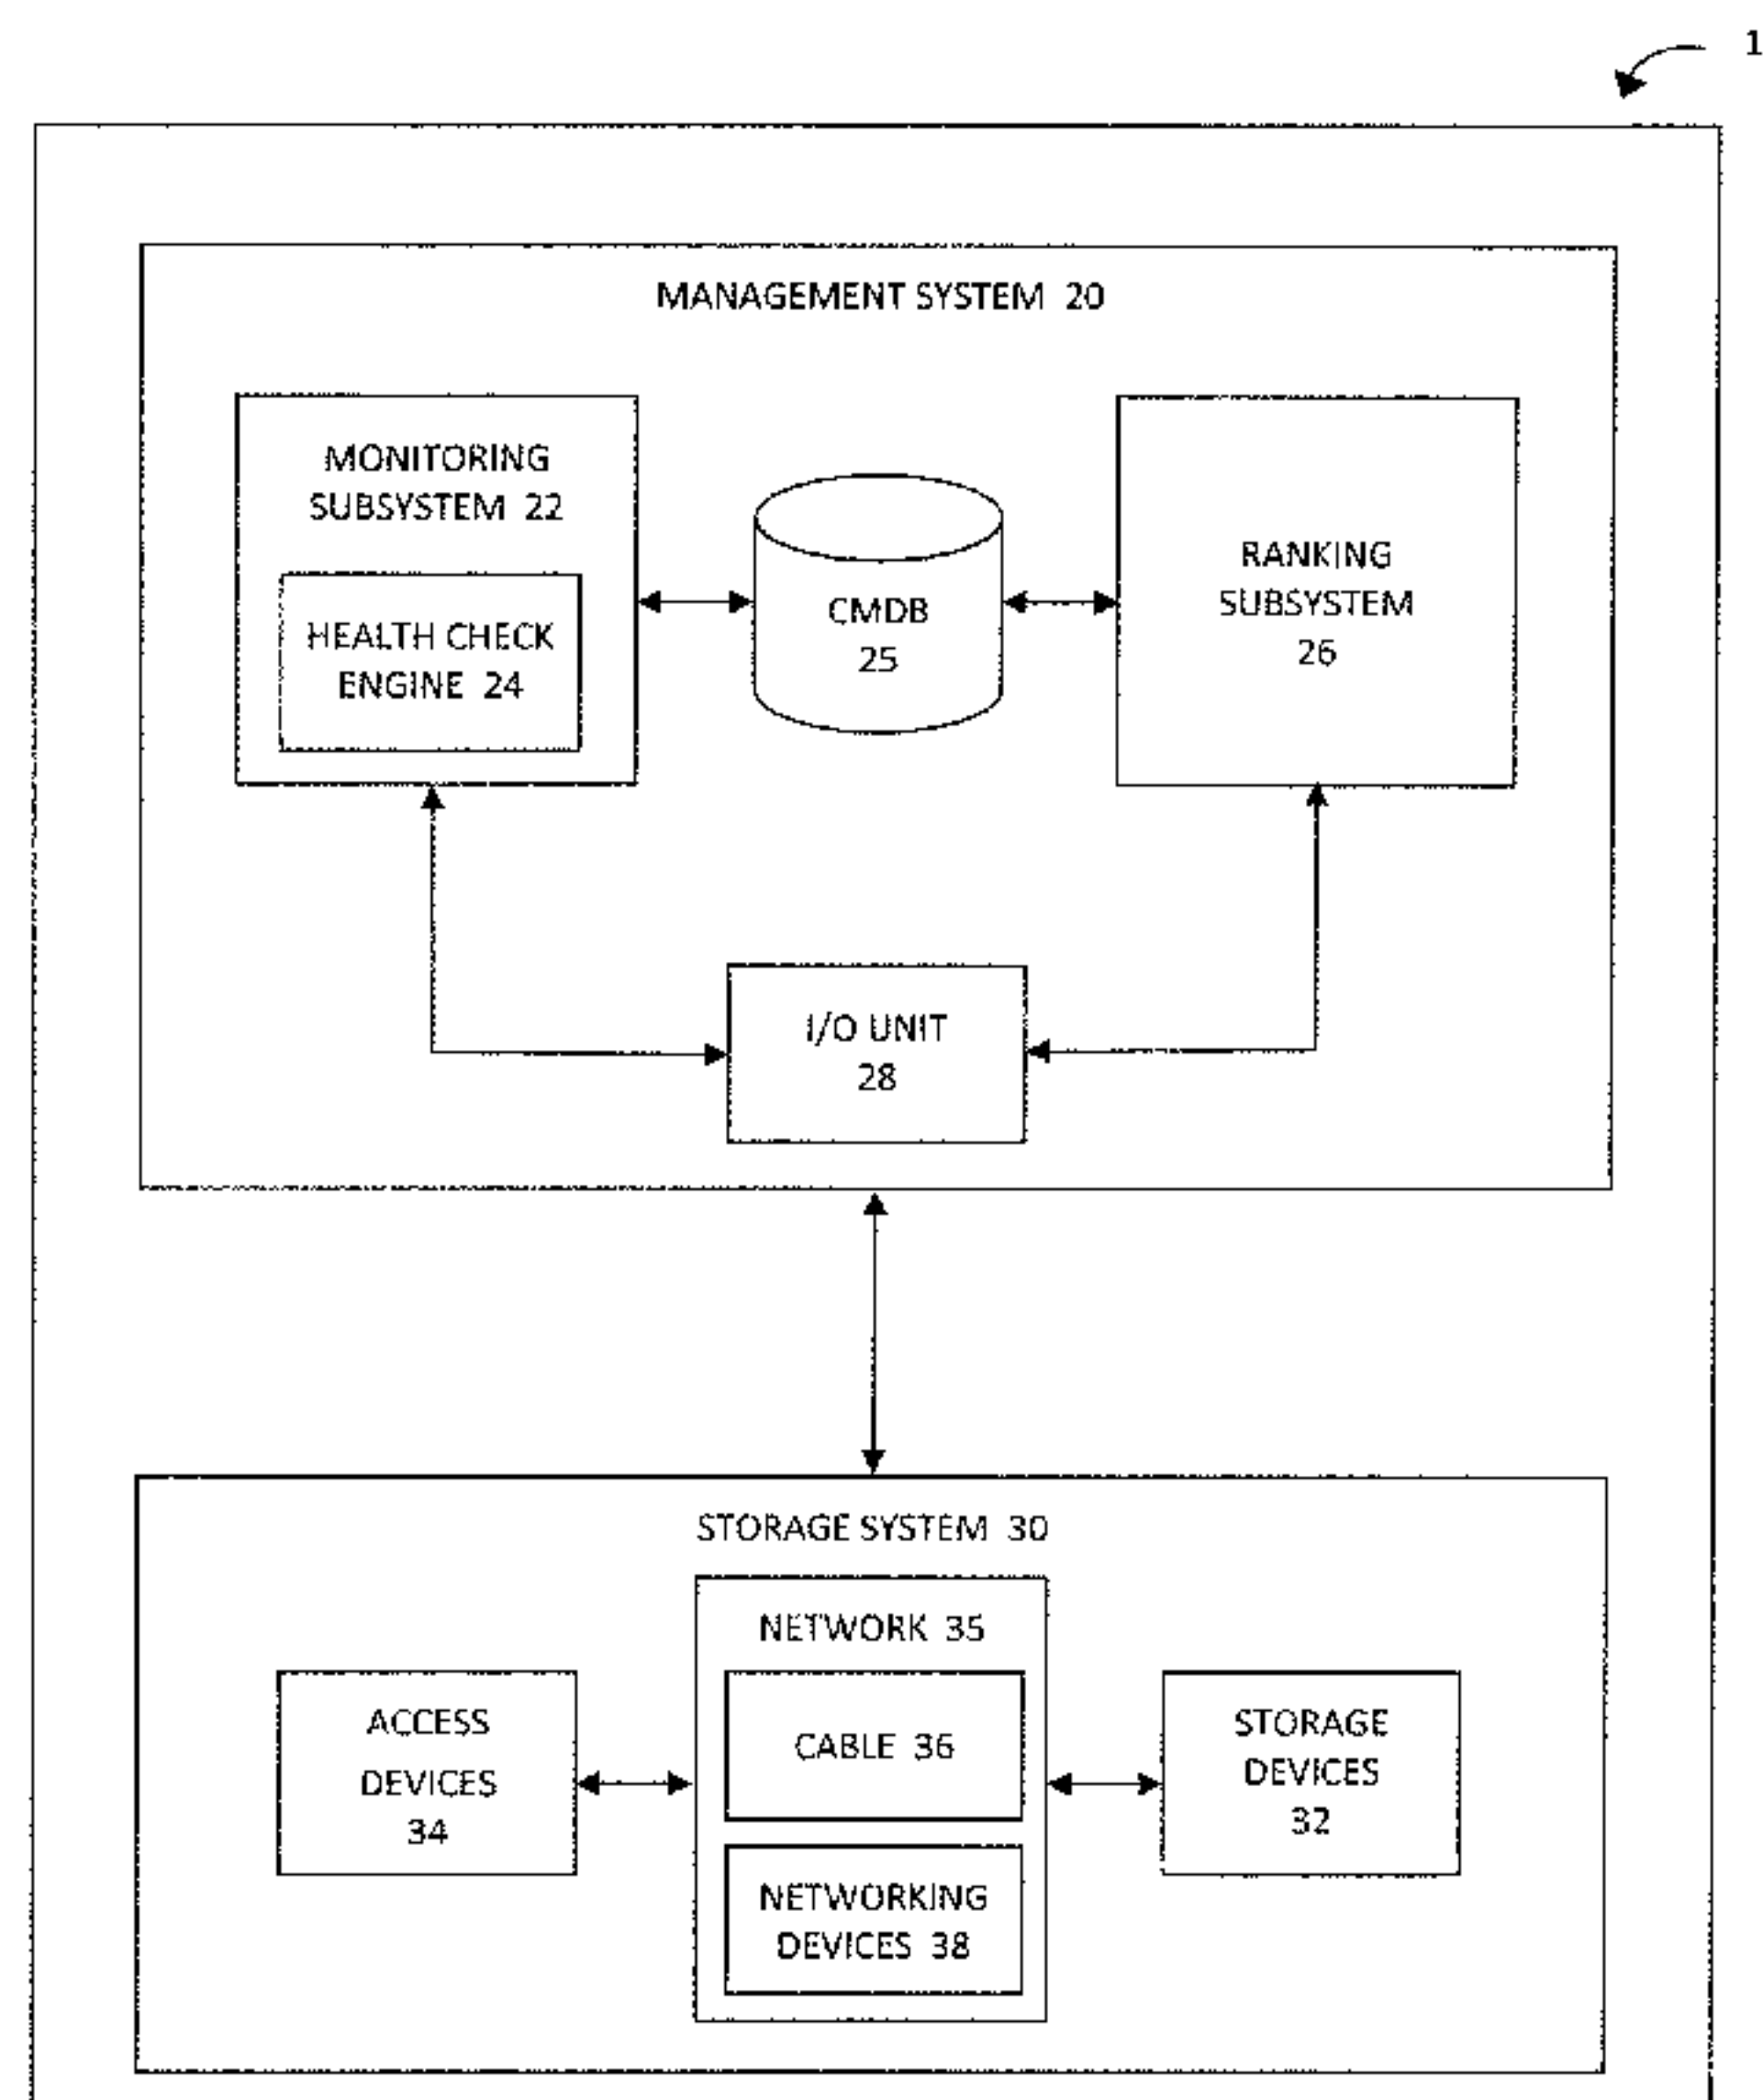 1
MANAGEMENT SYSTEM 20
MONITORING
SUBSYSTEM 22
HEALTH CHECK
ENGINE 24
CMDB
25
RANKING
SUBSYSTEM
26
I/O UNIT
28
STORAGE SYSTEM 30
NETWORK 35
ACCESS
DEVICES
34
CABLE 36
NETWORKING
DEVICES 38
STORAGE
DEVICES
32